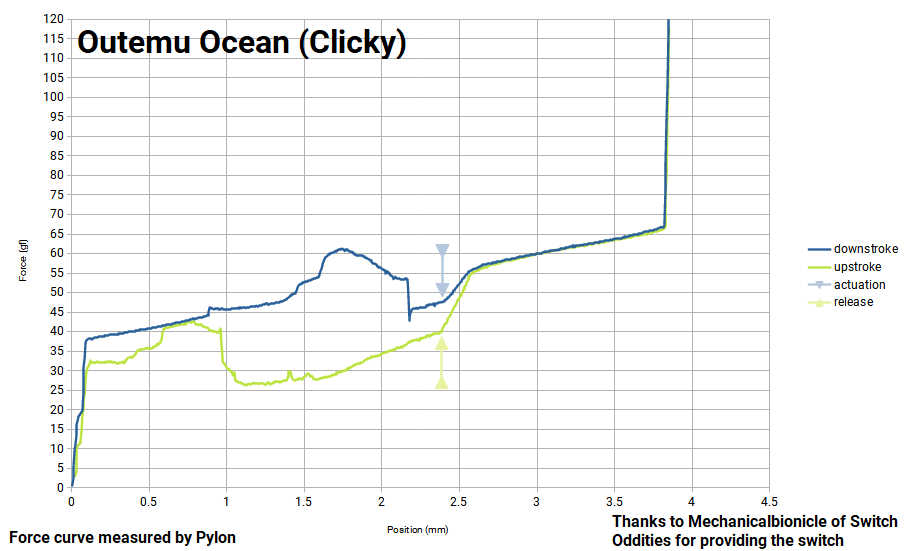 Outemu Ocean (Clicky)
120
115
110
105
100
95
90
85
80
75
70
65
60
55
50
45
40
35
30
25
20
15
10
5
0
Force (gf)
0 0.5 1 1.5 2 2.5 3 3.5 4 4.5
Position (mm)
downstroke
upstroke
actuation
release
Force curve measured by Pylon
Thanks to Mechanicalbionicle of Switch
Oddities for providing the switch